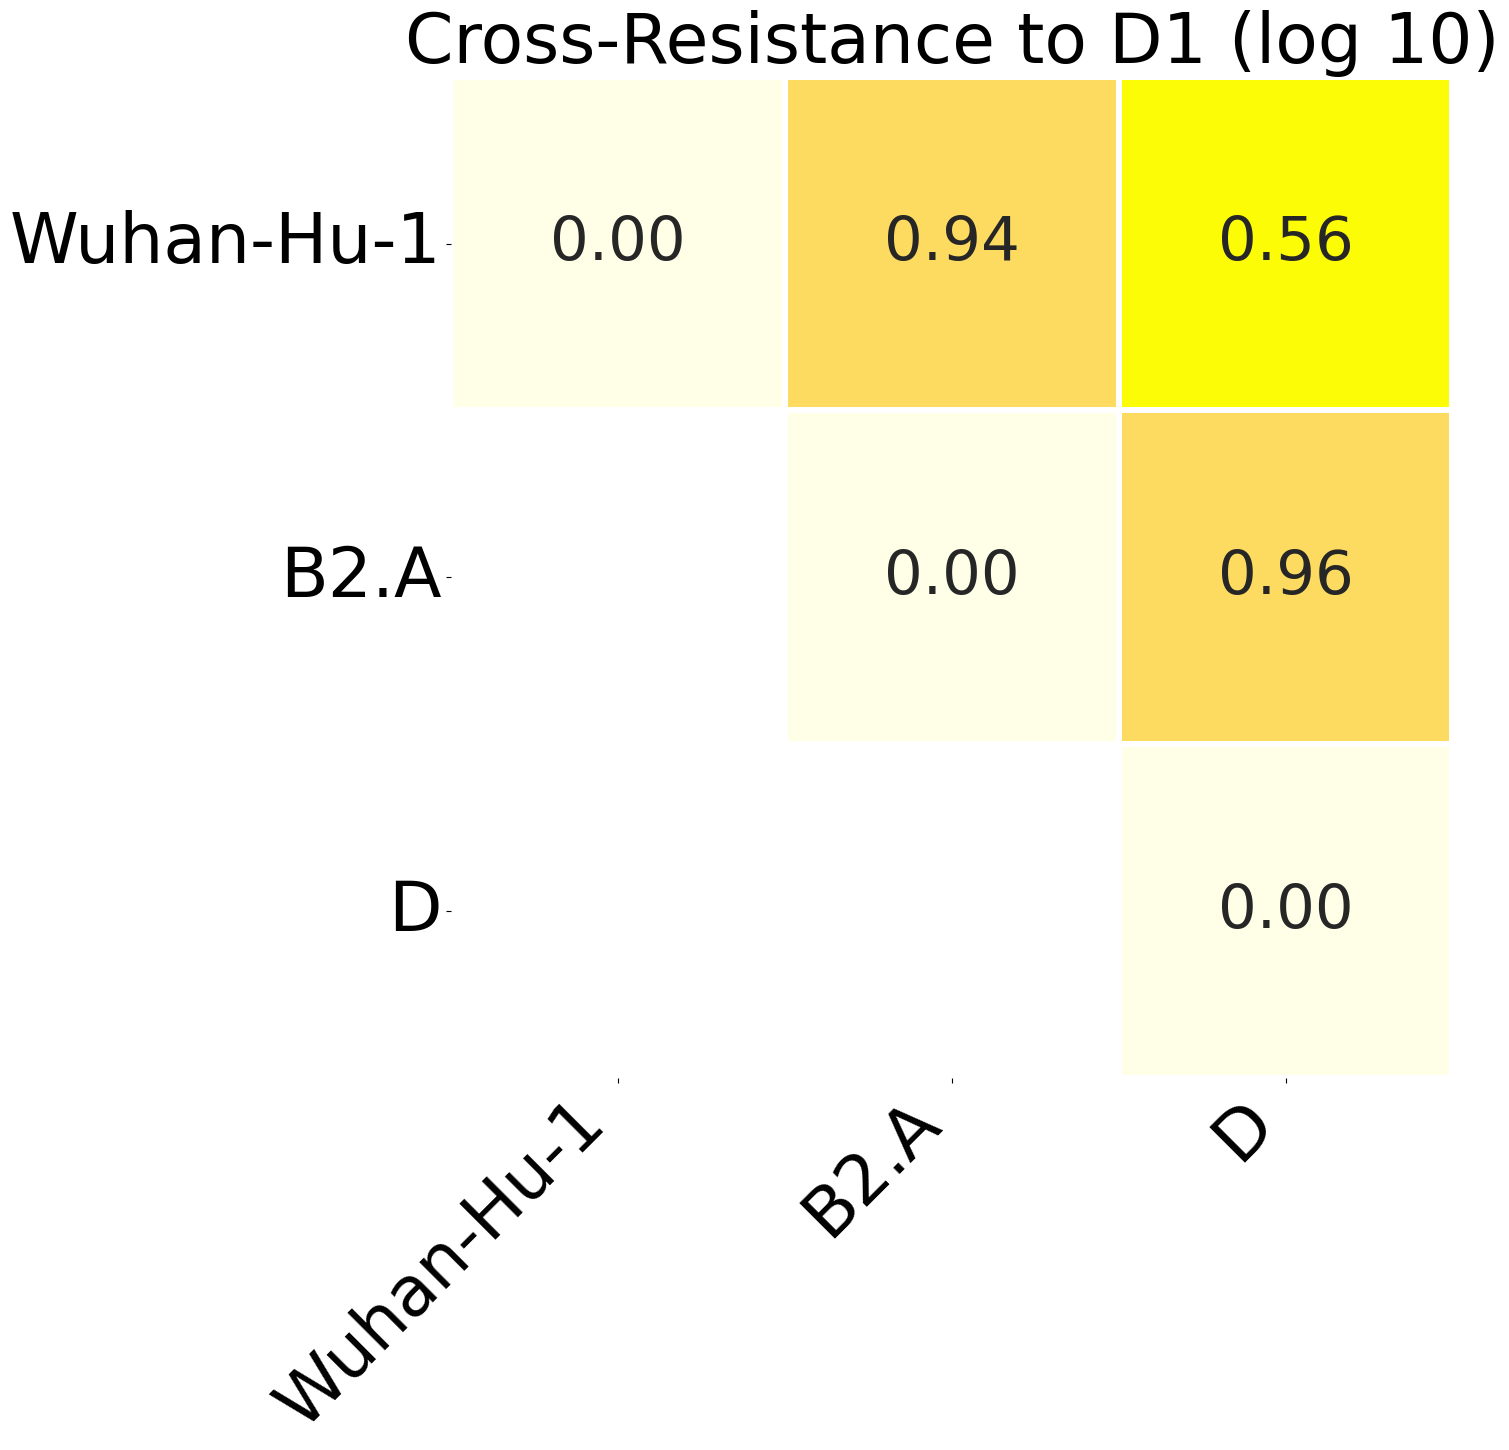 Cross-Resistance to D1 (log 10)
Wuhan-Hu-1 0.00 0.94 0.56
B2.A 0.00 0.96
D 0.00
Wuhan-Hu-1 B2.A D